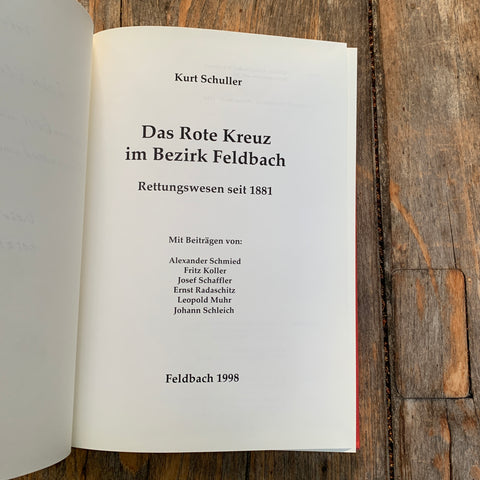 Kurt Schuller
Das Rote Kreuz
im Bezirk Feldbach
Rettungswesen seit 1881
Mit Beiträgen von:
Alexander Schmied
Fritz Koller
Josef Schaffler
Ernst Radaschitz
Leopold Muhr
Johann Schleich
Feldbach 1998